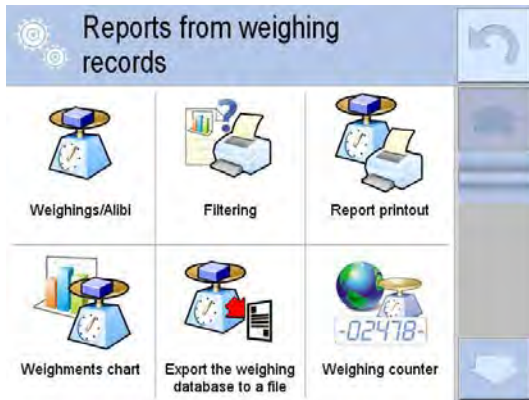 Reports from weighing
records
Weighings/Alibi
Filtering
Report printout
Weighments chart
Export the weighing
database to a file
-02478-
Weighing counter